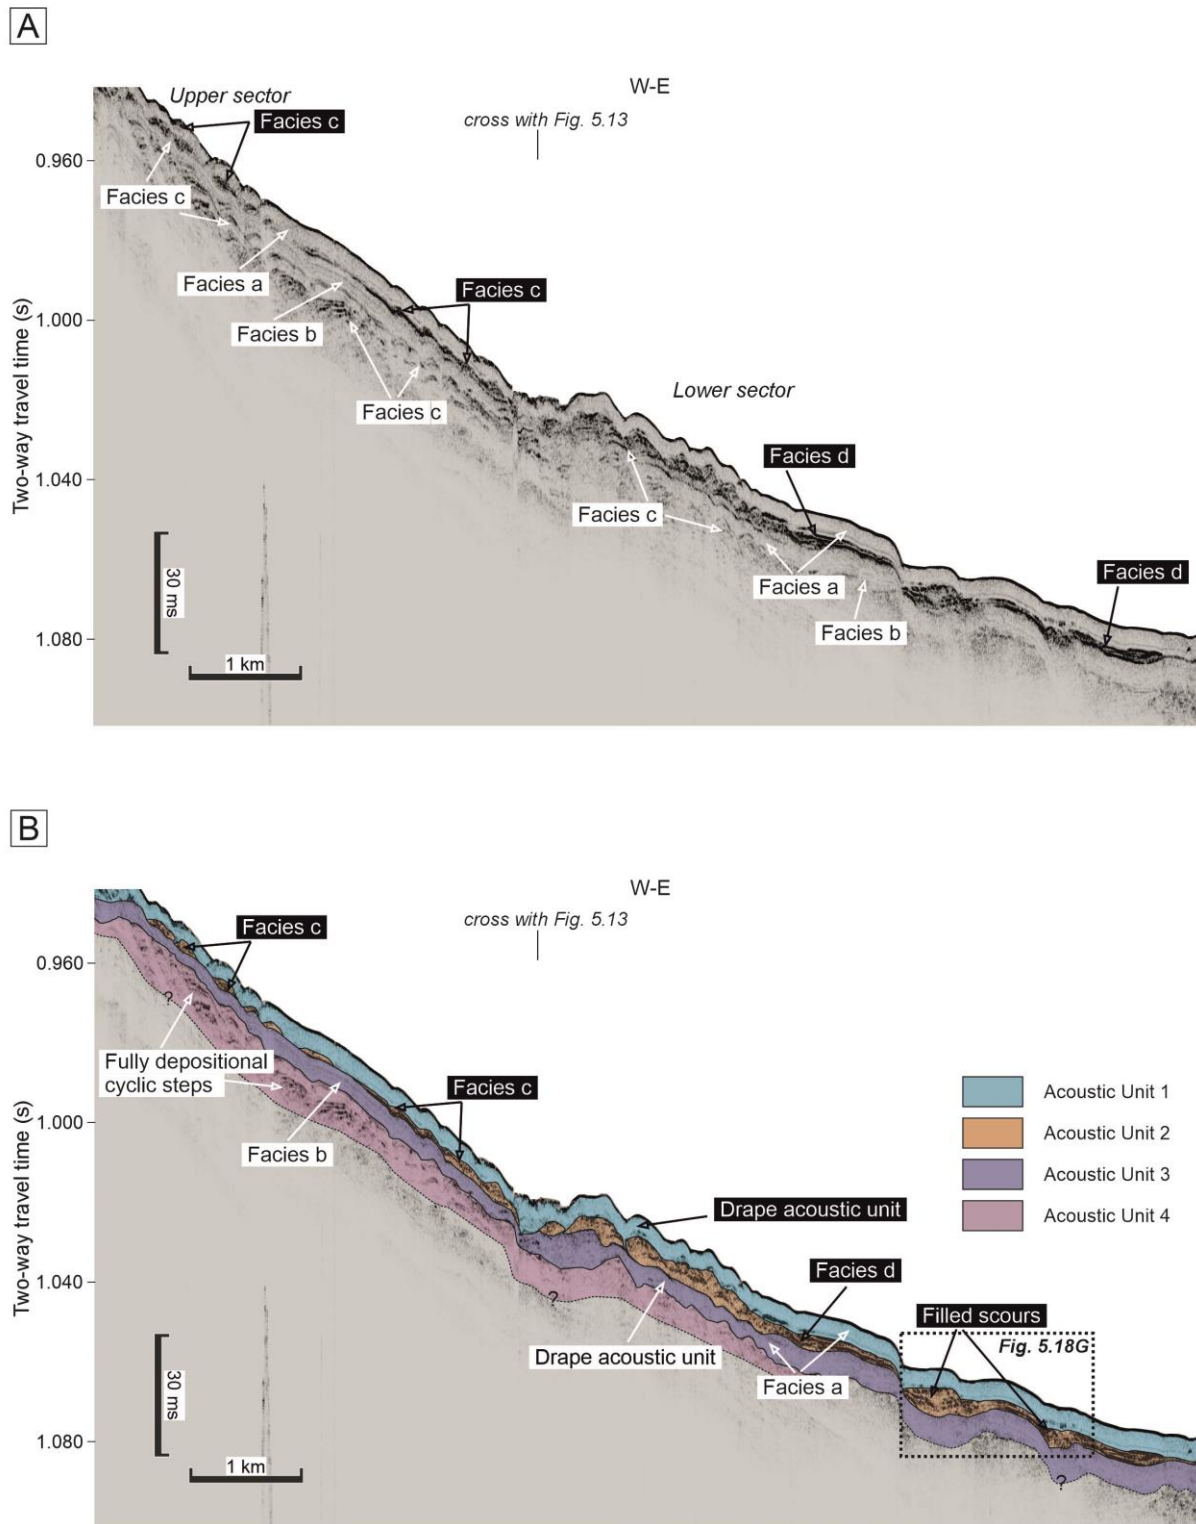 A
W-E
Upper sector
cross with Fig. 5.13
Facies c
0.960
Facies c
Facies a
Facies c
Facies b
1.000
Two-way travel time (s)
Facies c
Lower sector
Facies d
1.040
Facies c
30 ms
Facies a
Facies d
Facies b
1.080
1 km
B
W-E
cross with Fig. 5.13
Facies c
0.960
?
Fully depositional
cyclic steps
Facies c
Acoustic Unit 1
1.000
Acoustic Unit 2
Facies b
Acoustic Unit 3
Two-way travel time (s)
Drape acoustic unit
Acoustic Unit 4
Facies d
1.040
?
Filled scours
Fig. 5.18G
Drape acoustic unit
30 ms
Facies a
1.080
1 km
?